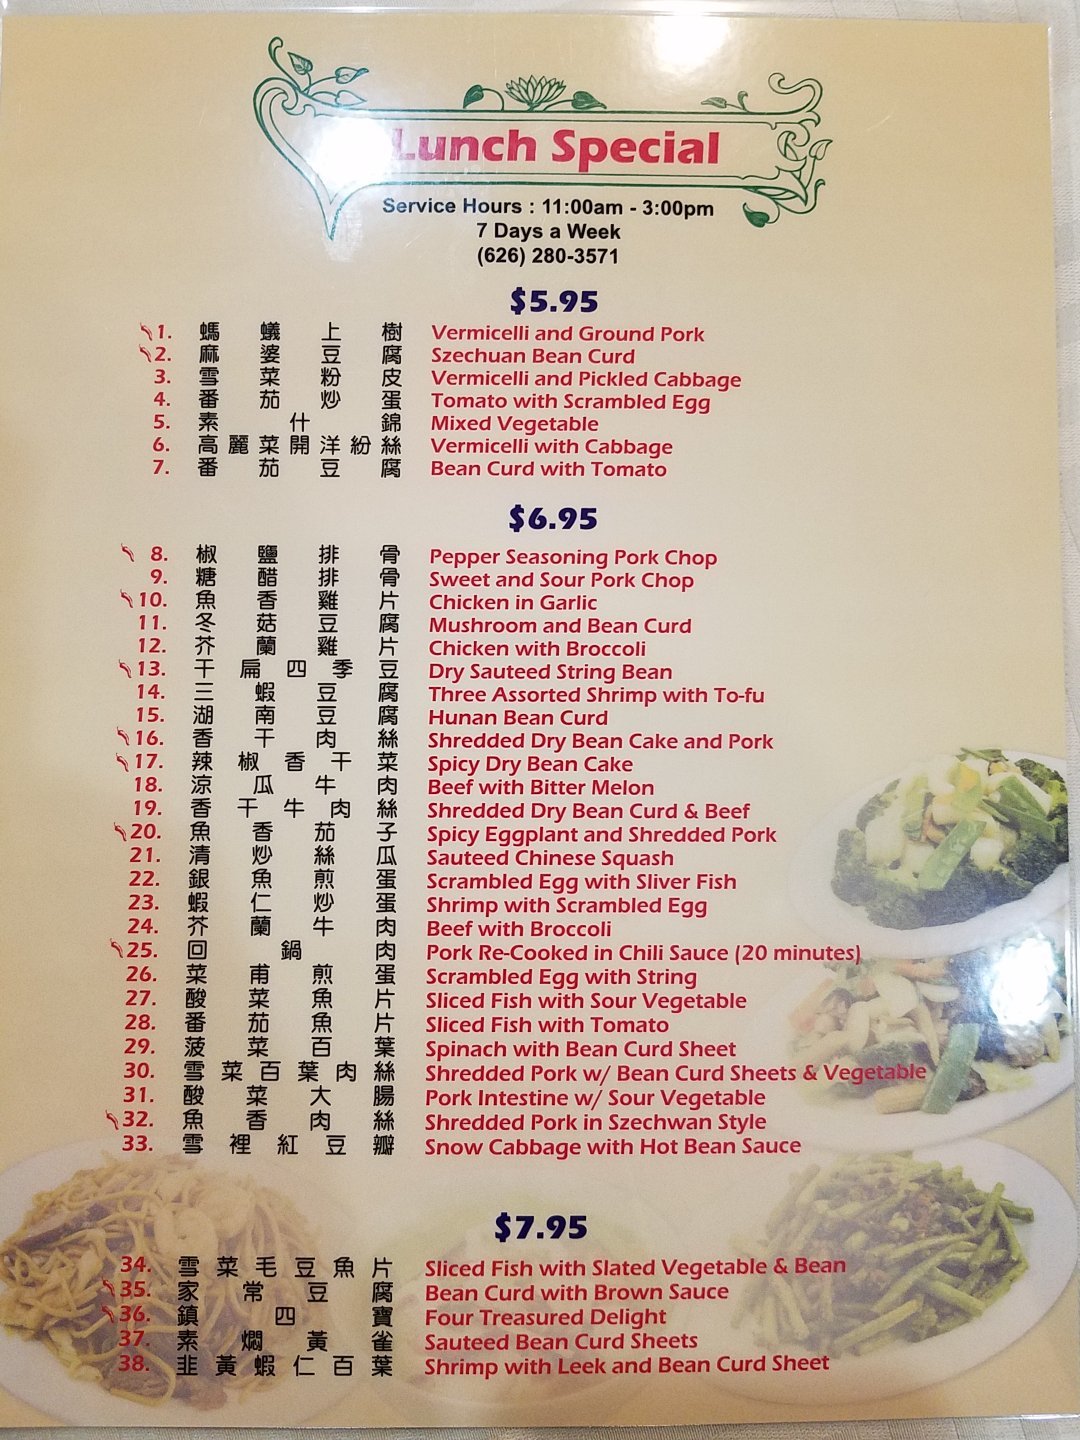 Lunch Special
Service Hours : 11:00am - 3:00pm
7 Days a Week
(626) 280-3571
$5.95
1. 螞蟻上樹 Vermicelli and Ground Pork
2. 麻婆豆腐 Szechuan Bean Curd
3. 雪菜粉皮 Vermicelli and Pickled Cabbage
4. 番茄炒蛋 Tomato with Scrambled Egg
5. 素什錦 Mixed Vegetable
6. 高麗菜開洋紛絲 Vermicelli with Cabbage
7. 番茄豆腐 Bean Curd with Tomato
$6.95
8. 椒鹽排骨 Pepper Seasoning Pork Chop
9. 糖醋排骨 Sweet and Sour Pork Chop
10. 魚香雞片 Chicken in Garlic
11. 冬菇豆腐 Mushroom and Bean Curd
12. 芥蘭雞片 Chicken with Broccoli
13. 干扁四季豆 Dry Sauteed String Bean
14. 三蝦豆腐 Three Assorted Shrimp with To-fu
15. 湖南豆腐 Hunan Bean Curd
16. 香干肉絲 Shredded Dry Bean Cake and Pork
17. 辣椒香干菜 Spicy Dry Bean Cake
18. 涼瓜牛肉 Beef with Bitter Melon
19. 香干牛肉絲 Shredded Dry Bean Curd & Beef
20. 魚香茄子 Spicy Eggplant and Shredded Pork
21. 清炒絲瓜 Sauteed Chinese Squash
22. 銀魚煎蛋 Scrambled Egg with Sliver Fish
23. 蝦仁炒蛋 Shrimp with Scrambled Egg
24. 芥蘭牛肉 Beef with Broccoli
25. 回鍋肉 Pork Re-Cooked in Chili Sauce (20 minutes)
26. 菜甫煎蛋 Scrambled Egg with String
27. 酸菜魚片 Sliced Fish with Sour Vegetable
28. 番茄魚片 Sliced Fish with Tomato
29. 菠菜百葉 Spinach with Bean Curd Sheet
30. 雪菜百葉肉絲 Shredded Pork w/ Bean Curd Sheets & Vegetable
31. 酸菜大腸 Pork Intestine w/ Sour Vegetable
32. 魚香肉絲 Shredded Pork in Szechwan Style
33. 雪裡紅豆瓣 Snow Cabbage with Hot Bean Sauce
$7.95
34. 雪菜毛豆魚片 Sliced Fish with Slated Vegetable & Bean
35. 家常豆腐 Bean Curd with Brown Sauce
36. 鎮四寶 Four Treasured Delight
37. 素燜黃雀 Sauteed Bean Curd Sheets
38. 韭黃蝦仁百葉 Shrimp with Leek and Bean Curd Sheet